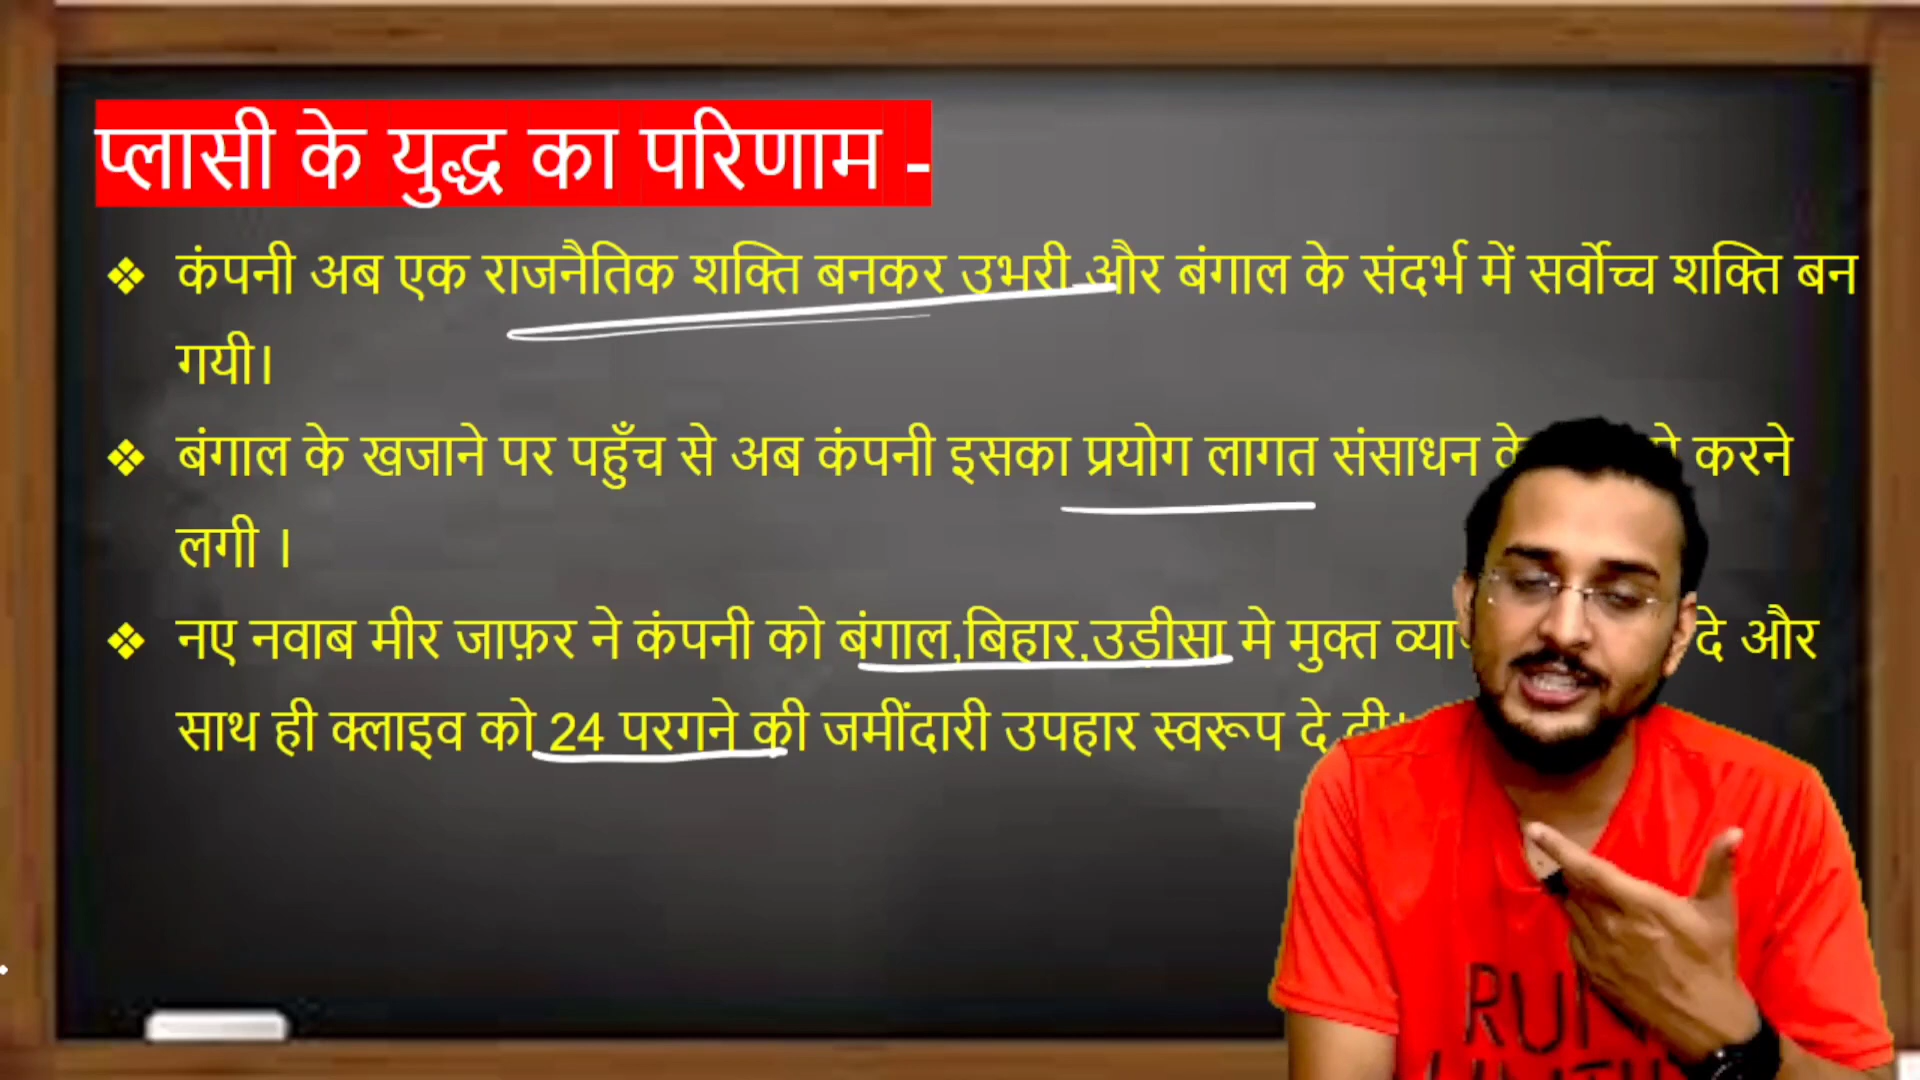 प्लासी के युद्ध का परिणाम -
❖ कंपनी अब एक राजनैतिक शक्ति बनकर उभरी और बंगाल के संदर्भ में सर्वोच्च शक्ति बन
गयी।
❖ बंगाल के खजाने पर पहुँच से अब कंपनी इसका प्रयोग लागत संसाधन करने
लगी ।
❖ नए नवाब मीर जाफ़र ने कंपनी को बंगाल,बिहार,उड़ीसा मे मुक्त दे और
साथ ही क्लाइव को 24 परगने की जमींदारी उपहार स्वरूप दे दी।
RUN